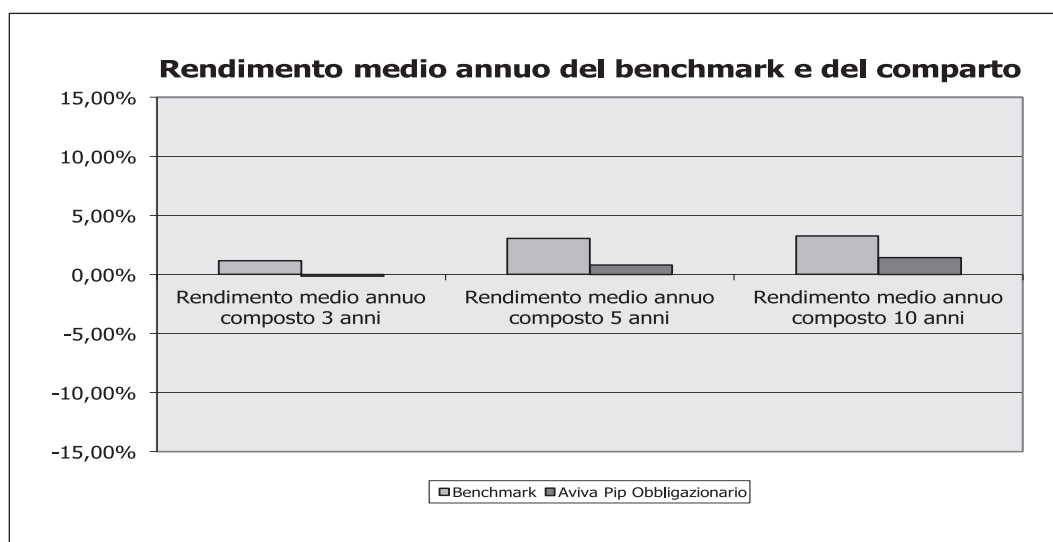 Rendimento medio annuo del benchmark e del comparto
15,00%
10,00%
5,00%
0,00%
-5,00%
-10,00%
-15,00%
Rendimento medio annuo
composto 3 anni
Rendimento medio annuo
composto 5 anni
Rendimento medio annuo
composto 10 anni
Benchmark Aviva Pip Obbligazionario